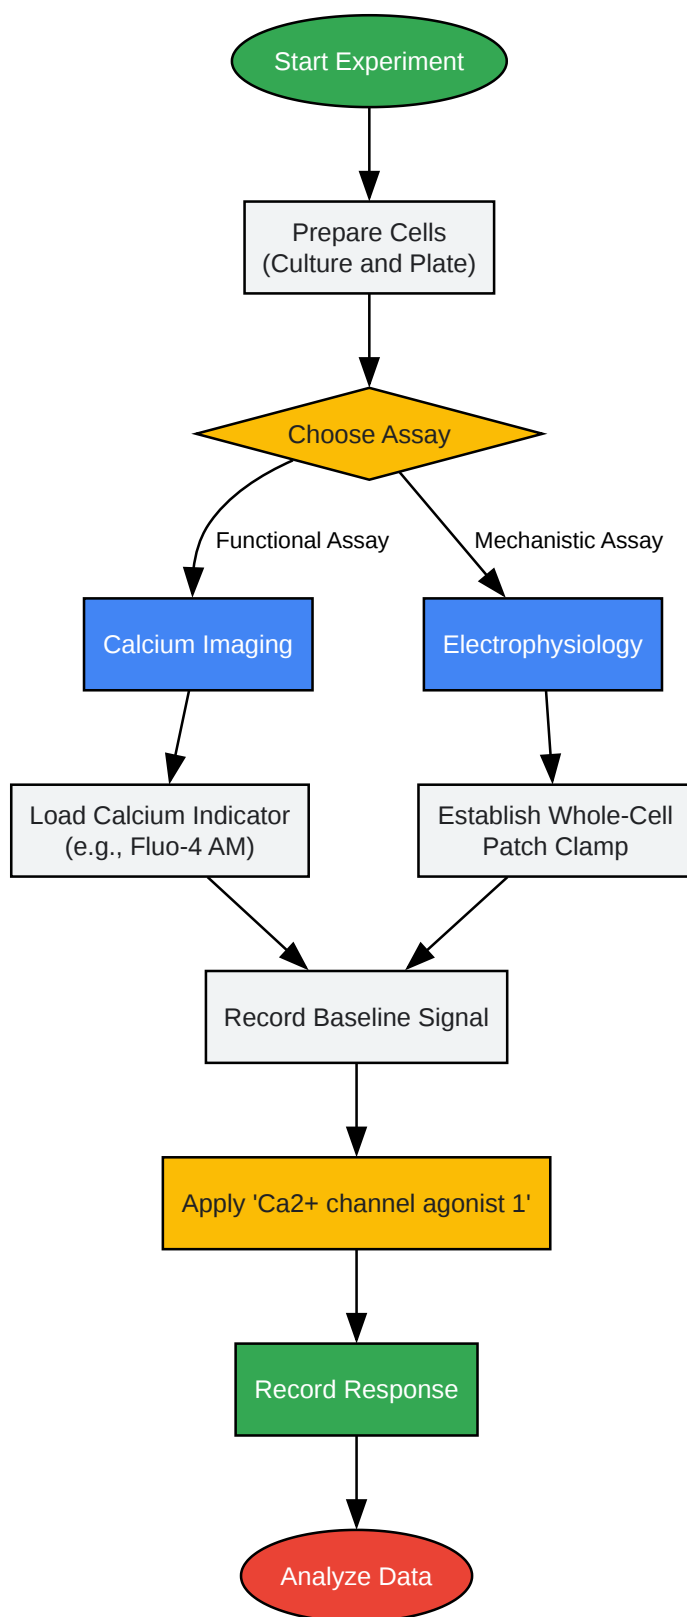 Start Experiment
Prepare Cells
(Culture and Plate)
Choose Assay
Functional Assay
Mechanistic Assay
Calcium Imaging
Electrophysiology
Load Calcium Indicator
(e.g., Fluo-4 AM)
Establish Whole-Cell
Patch Clamp
Record Baseline Signal
Apply 'Ca2+ channel agonist 1'
Record Response
Analyze Data